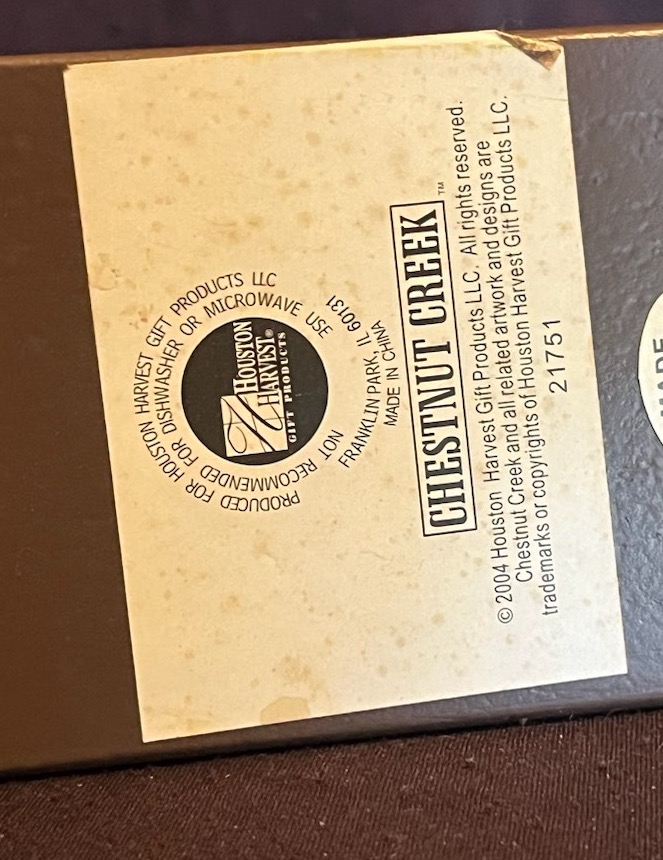 PRODUCED FOR HOUSTON HARVEST GIFT PRODUCTS LLC
NOT RECOMMENDED FOR DISHWASHER OR MICROWAVE USE
HOUSTON
HARVEST®
GIFT PRODUCTS
FRANKLIN PARK, IL 60131
MADE IN CHINA
CHESTNUT CREEK™
© 2004 Houston Harvest Gift Products LLC. All rights reserved.
Chestnut Creek and all related artwork and designs are
trademarks or copyrights of Houston Harvest Gift Products LLC.
21751